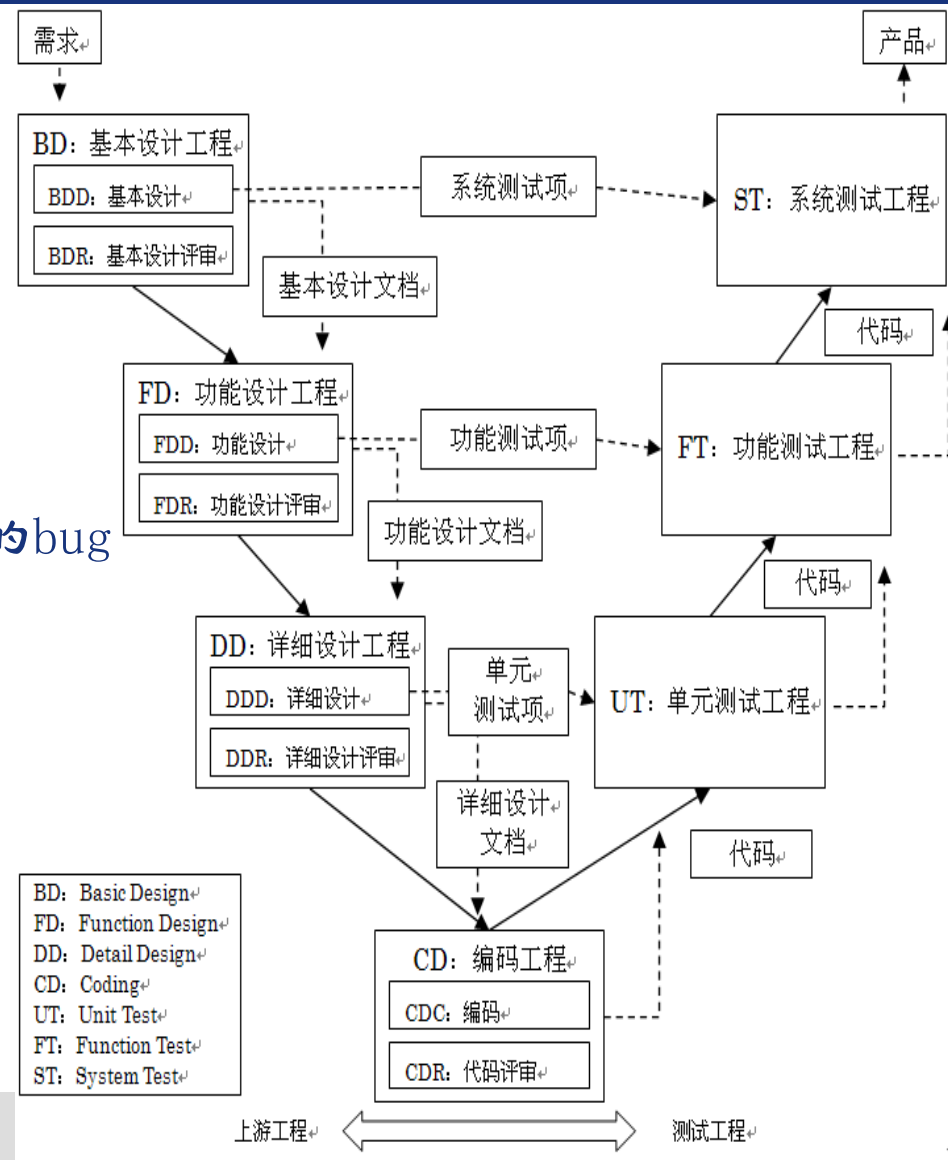 需求
产品
BD：基本设计工程
BDD：基本设计
BDR：基本设计评审
系统测试项
ST：系统测试工程
基本设计文档
代码
FD：功能设计工程
FDD：功能设计
FDR：功能设计评审
功能测试项
FT：功能测试工程
的bug
功能设计文档
代码
DD：详细设计工程
DDD：详细设计
DDR：详细设计评审
单元
测试项
UT：单元测试工程
详细设计
文档
代码
BD：Basic Design
FD：Function Design
DD：Detail Design
CD：Coding
UT：Unit Test
FT：Function Test
ST：System Test
CD：编码工程
CDC：编码
CDR：代码评审
上游工程
测试工程